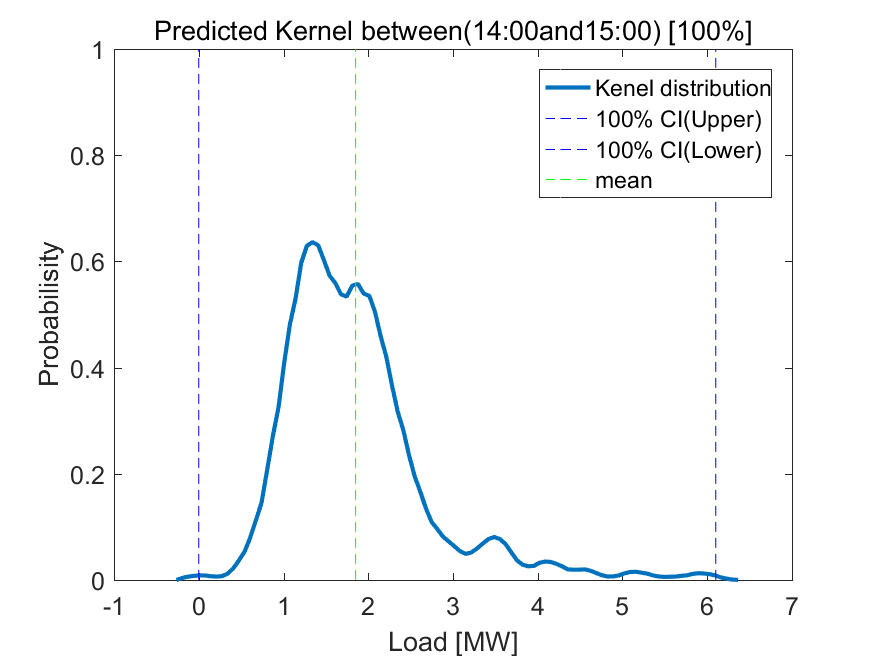 Predicted Kernel between(14:00and15:00) [100%]
1
0.8
0.6
0.4
0.2
0
Probabilisity
Kenel distribution
100% CI(Upper)
100% CI(Lower)
mean
-1 0 1 2 3 4 5 6 7
Load [MW]